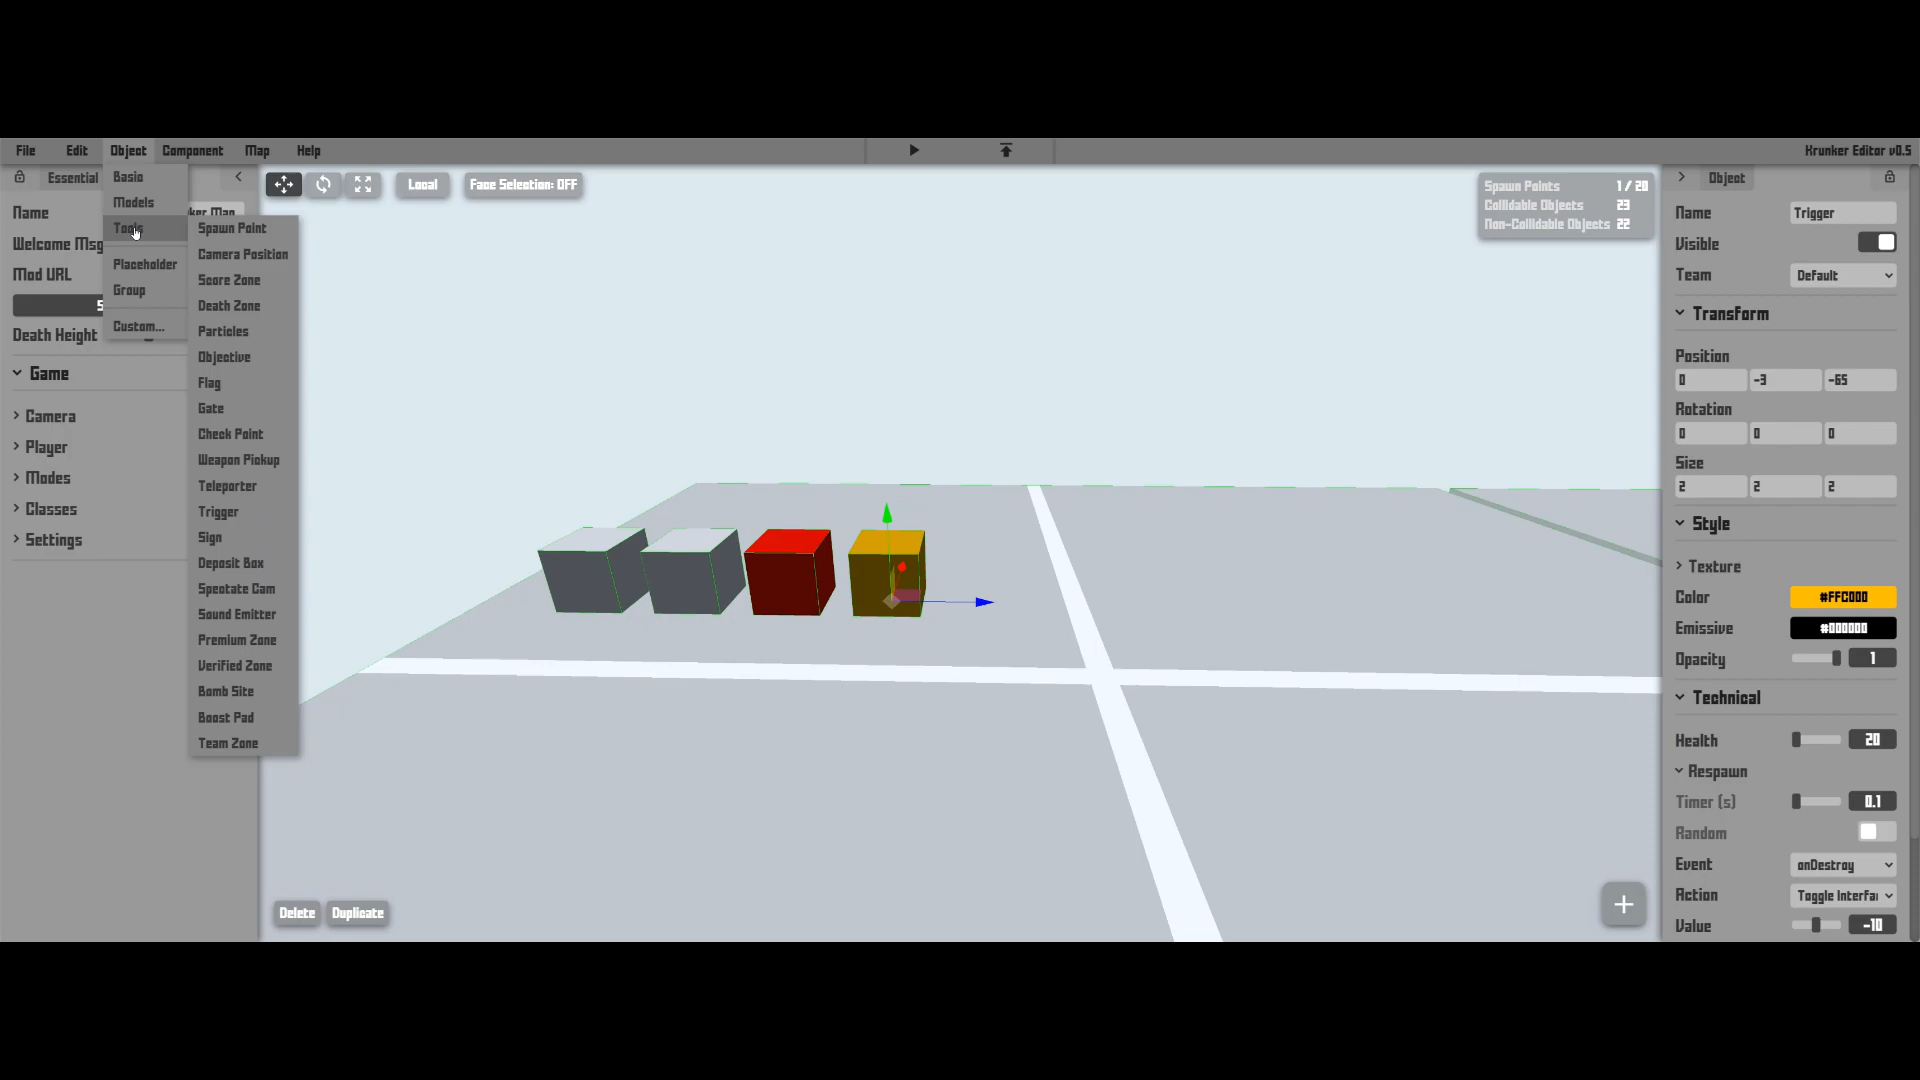 File Edit Object Component Map Help
Krunker Editor v0.5
Essential
Name
ker Map
Welcome Msg
Mod URL
S
Death Height
Game
Camera
Player
Modes
Classes
Settings
Basic
Models
Tools
Placeholder
Group
Custom...
Spawn Point
Camera Position
Score Zone
Death Zone
Particles
Objective
Flag
Gate
Check Point
Weapon Pickup
Teleporter
Trigger
Sign
Deposit Box
Spectate Cam
Sound Emitter
Premium Zone
Verified Zone
Bomb Site
Boost Pad
Team Zone
Local
Face Selection: OFF
Spawn Points 1 / 20
Collidable Objects 23
Non-Collidable Objects 22
Delete
Duplicate
+
Object
Name Trigger
Visible
Team Default
Transform
Position
0 -3 -65
Rotation
0 0 0
Size
2 2 2
Style
Texture
Color #FFC000
Emissive #000000
Opacity 1
Technical
Health 20
Respawn
Timer (s) 0.1
Random
Event onDestroy
Action Toggle Interfa
Value -10